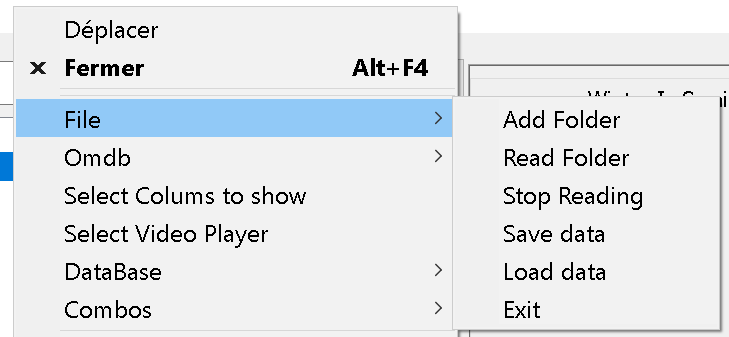 Déplacer
Fermer Alt+F4
File
Omdb
Select Colums to show
Select Video Player
DataBase
Combos
Add Folder
Read Folder
Stop Reading
Save data
Load data
Exit